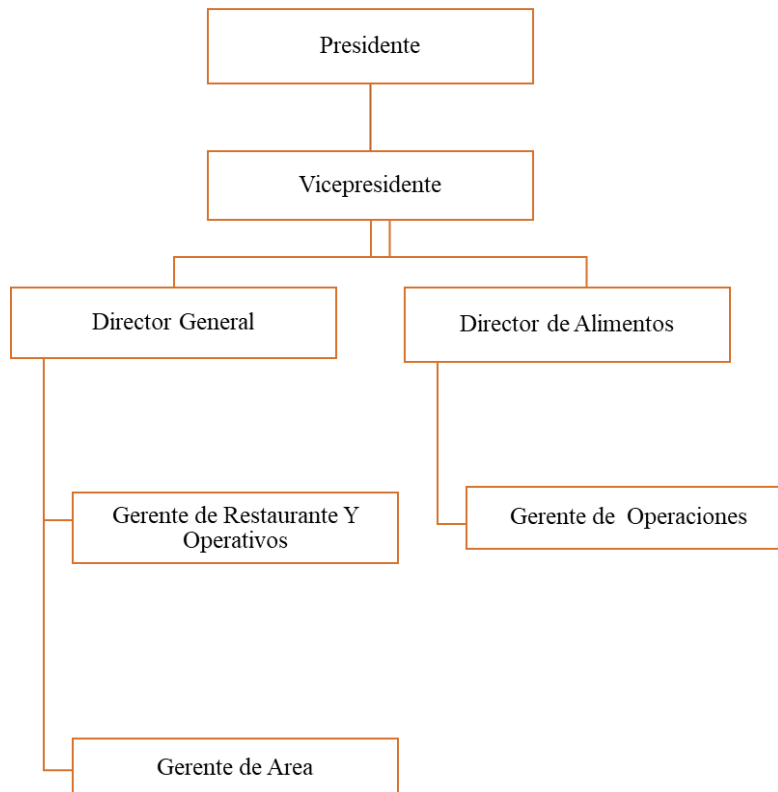 Presidente
Vicepresidente
Director General
Director de Alimentos
Gerente de Restaurante Y
Operativos
Gerente de Operaciones
Gerente de Area